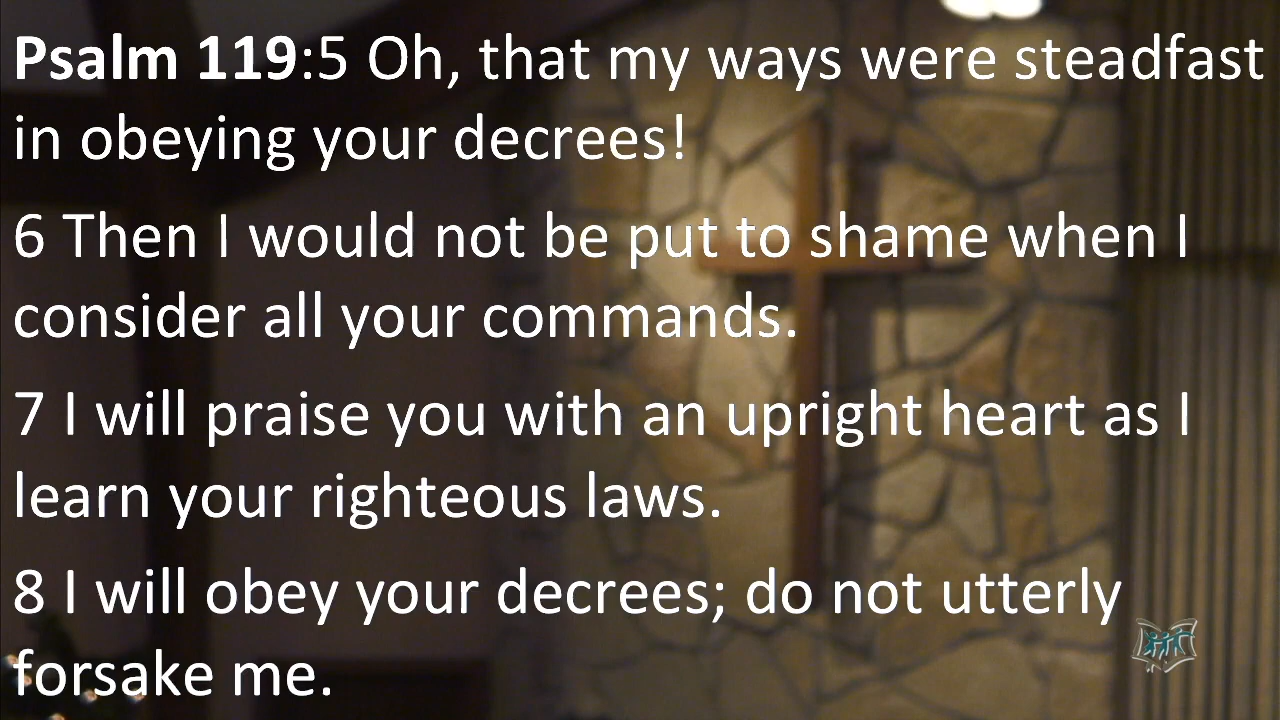 Psalm 119:5 Oh, that my ways were steadfast
in obeying your decrees!
6 Then I would not be put to shame when I
consider all your commands.
7 I will praise you with an upright heart as I
learn your righteous laws.
8 I will obey your decrees; do not utterly
forsake me.